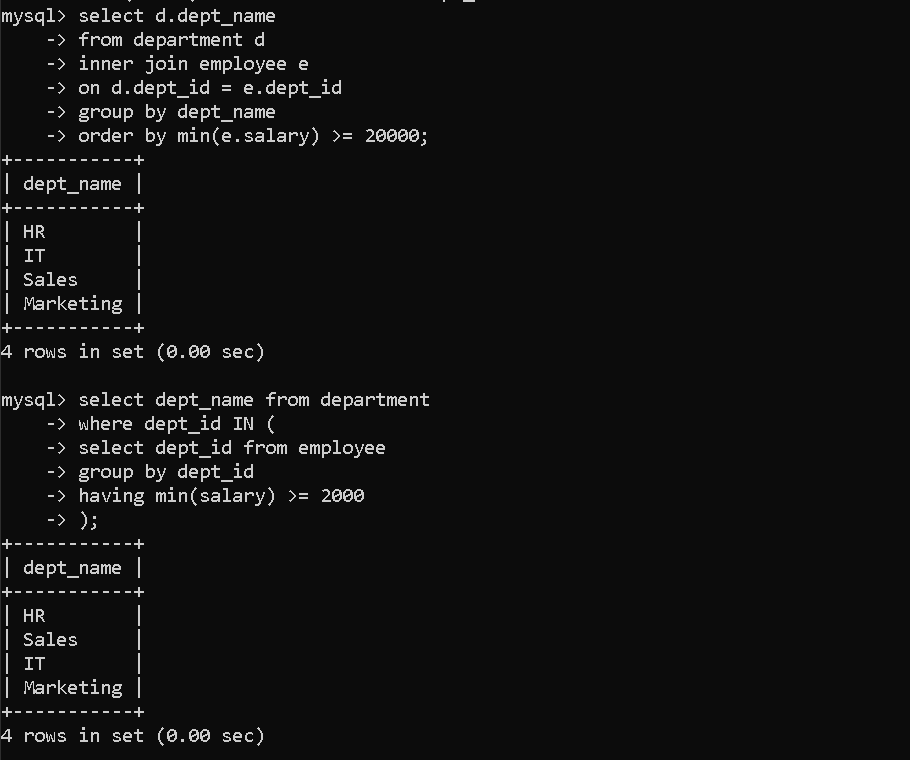 mysql> select d.dept_name
    -> from department d
    -> inner join employee e
    -> on d.dept_id = e.dept_id
    -> group by dept_name
    -> order by min(e.salary) >= 20000;
+-----------+
| dept_name |
+-----------+
| HR        |
| IT        |
| Sales     |
| Marketing |
+-----------+
4 rows in set (0.00 sec)

mysql> select dept_name from department
    -> where dept_id IN (
    -> select dept_id from employee
    -> group by dept_id
    -> having min(salary) >= 2000
    -> );
+-----------+
| dept_name |
+-----------+
| HR        |
| Sales     |
| IT        |
| Marketing |
+-----------+
4 rows in set (0.00 sec)